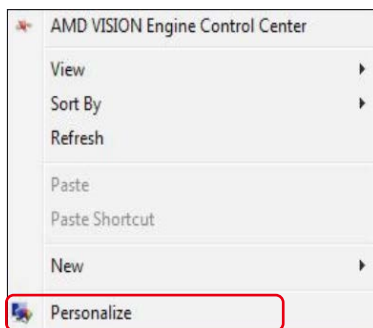 AMD VISION Engine Control Center
View
Sort By
Refresh
Paste
Paste Shortcut
New
Personalize